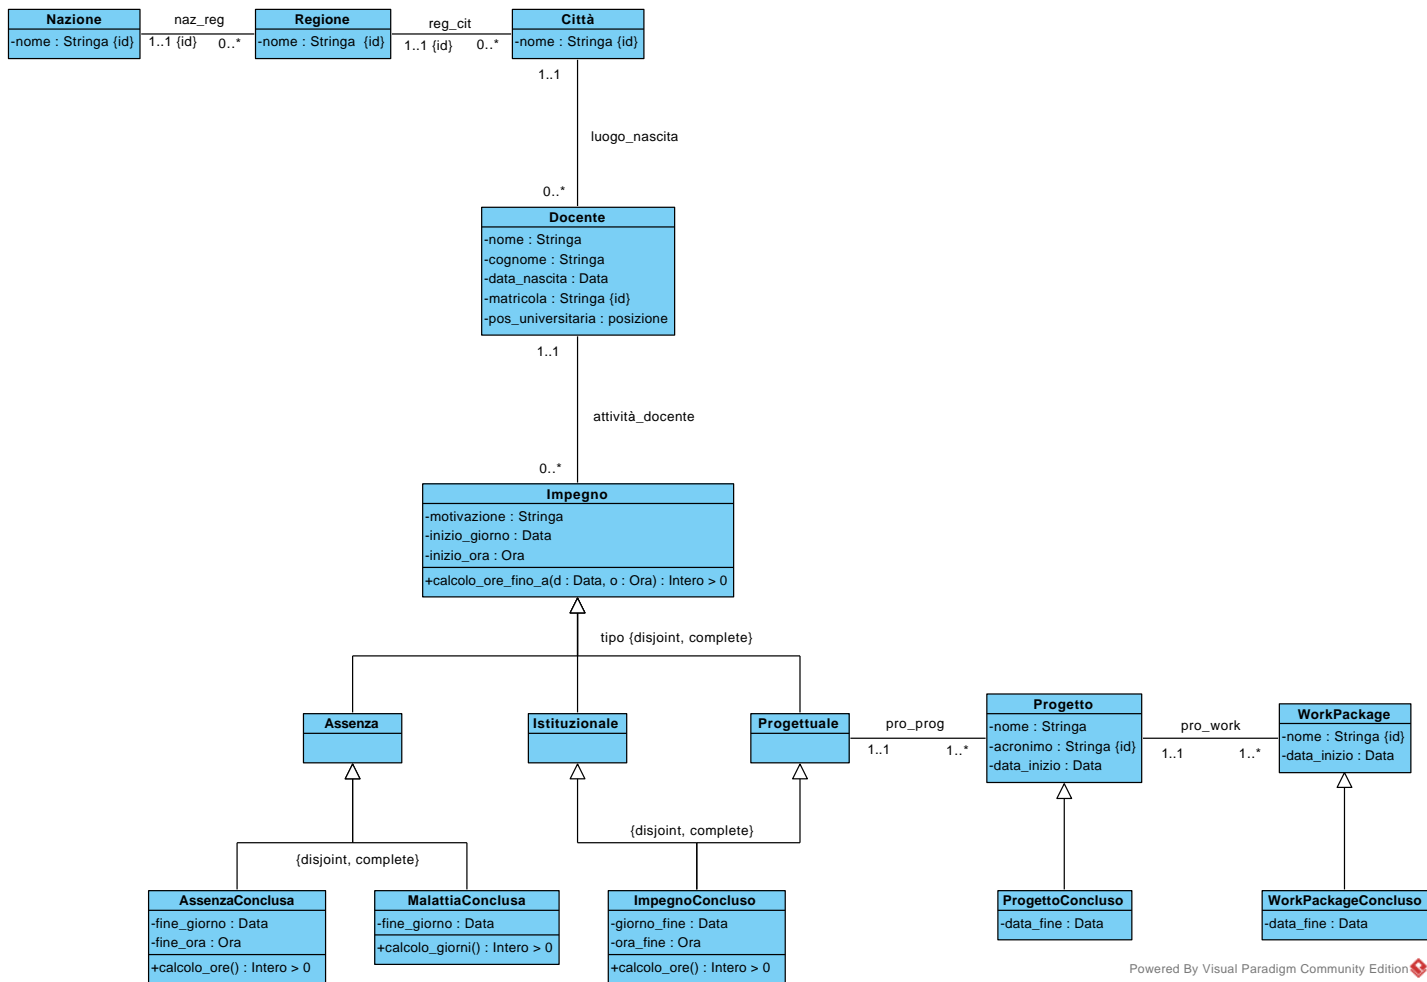 Nazione
-nome : Stringa {id}
naz_reg
1..1 {id}
0..*
Regione
-nome : Stringa {id}
reg_cit
1..1 {id}
0..*
Città
-nome : Stringa {id}
1..1
luogo_nascita
0..*
Docente
-nome : Stringa
-cognome : Stringa
-data_nascita : Data
-matricola : Stringa {id}
-pos_universitaria : posizione
1..1
attività_docente
0..*
Impegno
-motivazione : Stringa
-inizio_giorno : Data
-inizio_ora : Ora
+calcolo_ore_fino_a(d : Data, o : Ora) : Intero > 0
tipo {disjoint, complete}
Assenza
Istituzionale
Progettuale
pro_prog
1..1
1..*
Progetto
-nome : Stringa
-acronimo : Stringa {id}
-data_inizio : Data
pro_work
1..1
1..*
WorkPackage
-nome : Stringa {id}
-data_inizio : Data
{disjoint, complete}
{disjoint, complete}
AssenzaConclusa
-fine_giorno : Data
-fine_ora : Ora
+calcolo_ore() : Intero > 0
MalattiaConclusa
-fine_giorno : Data
+calcolo_giorni() : Intero > 0
ImpegnoConcluso
-giorno_fine : Data
-ora_fine : Ora
+calcolo_ore() : Intero > 0
ProgettoConcluso
-data_fine : Data
WorkPackageConcluso
-data_fine : Data
Powered By Visual Paradigm Community Edition